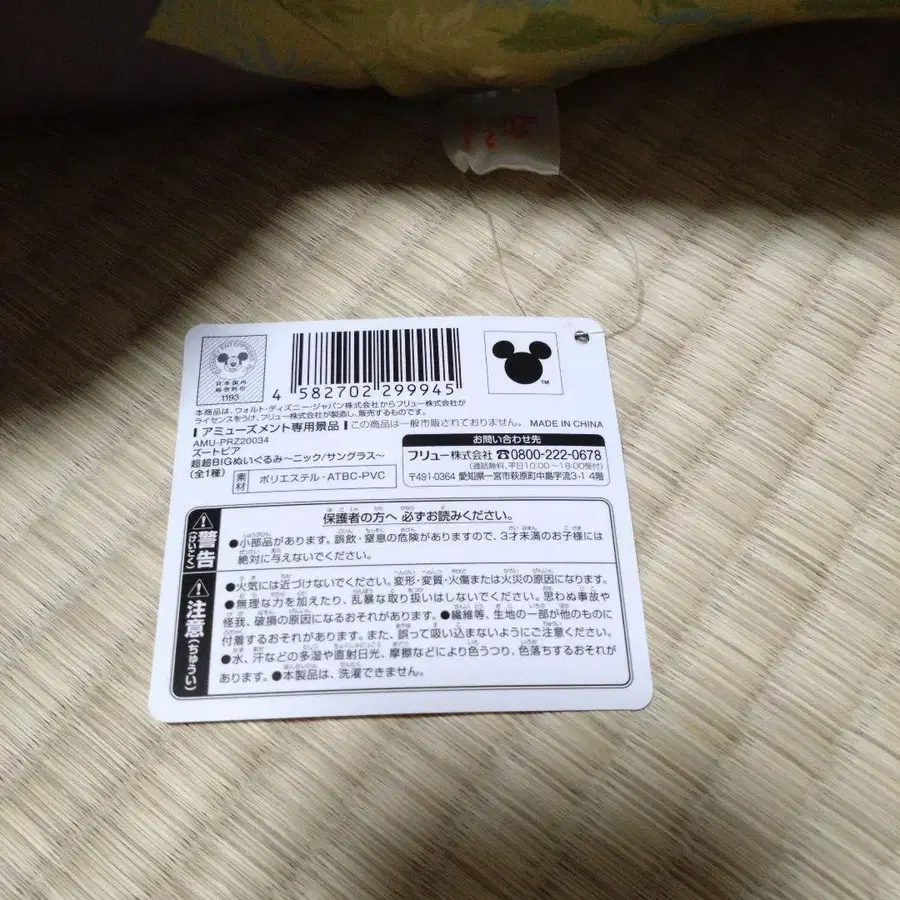 日本国内
販売許可
1193
4 582702 299945
TM
本商品は、ウォルト・ディズニー・ジャパン株式会社からフリュー株式会社が
ライセンスをうけ、フリュー株式会社が製造し、販売するものです。
アミューズメント専用景品 この商品は一般市販されておりません。 MADE IN CHINA
AMU-PRZ20034
ズートピア
超超BIGぬいぐるみ~ニック/サングラス~
(全1種)
素材 ポリエステル・ATBC-PVC
お問い合わせ先
フリュー株式会社 ☎0800-222-0678
(通話無料、平日10:00~18:00受付)
〒491-0364 愛知県一宮市萩原町中島字流3-1 4階
保護者の方へ 必ずお読みください。
警告
(けいこく)
●小部品があります。誤飲・窒息の危険がありますので、3才未満のお子様には
絶対に与えないでください。
注意
(ちゅうい)
●火気には近づけないでください。変形・変質・火傷または火災の原因になります。
●無理な力を加えたり、乱暴な取り扱いはしないでください。思わぬ事故や
怪我、破損の原因になるおそれがあります。●繊維等、生地の一部が他のものに
付着するおそれがあります。また、誤って吸い込まないようにご注意ください。
●水、汗などの多湿や直射日光、摩擦などにより色うつり、色落ちするおそれが
あります。●本製品は、洗濯できません。